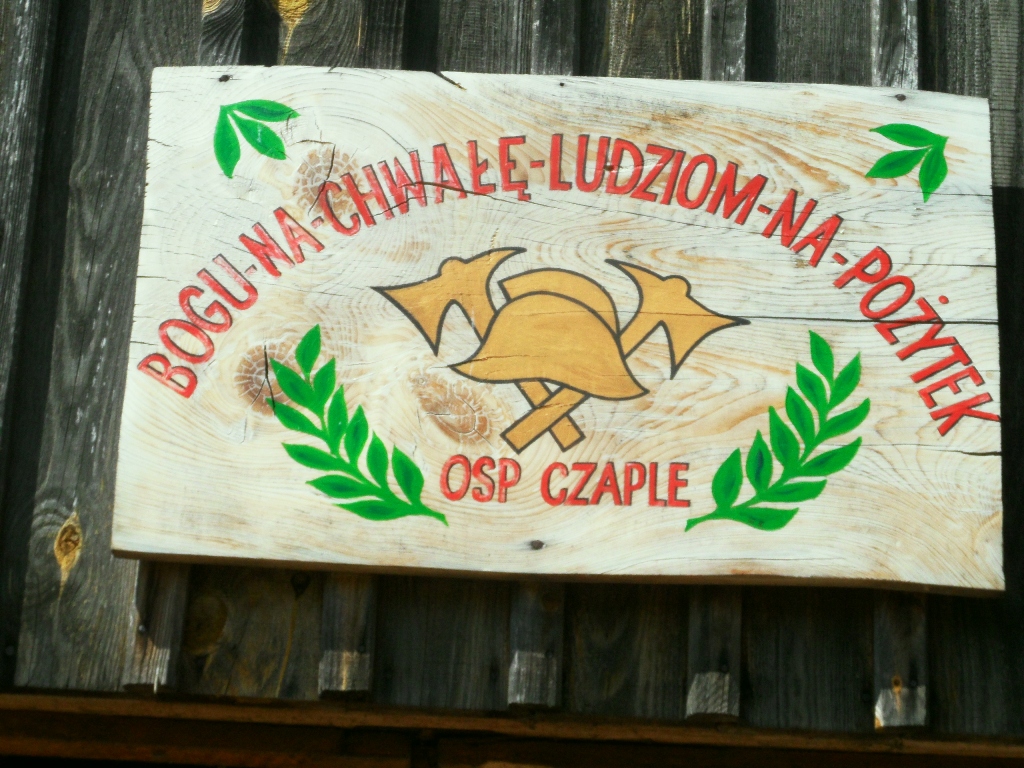 BOGU-NA-CHWAŁĘ-LUDZIOM-NA-POŻYTEK
OSP CZAPLE